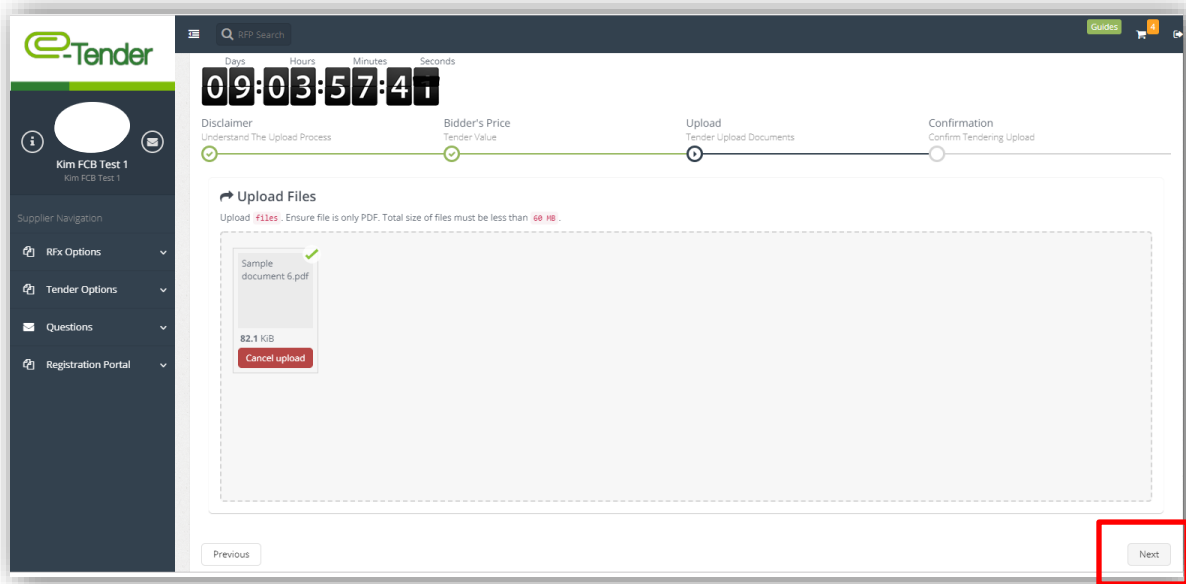 e-Tender
RFP Search
Guides
4
Days Hours Minutes Seconds
09:03:57:41
Disclaimer
Understand The Upload Process
Bidder's Price
Tender Value
Upload
Tender Upload Documents
Confirmation
Confirm Tendering Upload
Kim FCB Test 1
Kim FCB Test 1
Supplier Navigation
RFx Options
Tender Options
Questions
Registration Portal
Upload Files
Upload files . Ensure file is only PDF. Total size of files must be less than 60 MB .
Sample
document 6.pdf
82.1 KiB
Cancel upload
Previous
Next